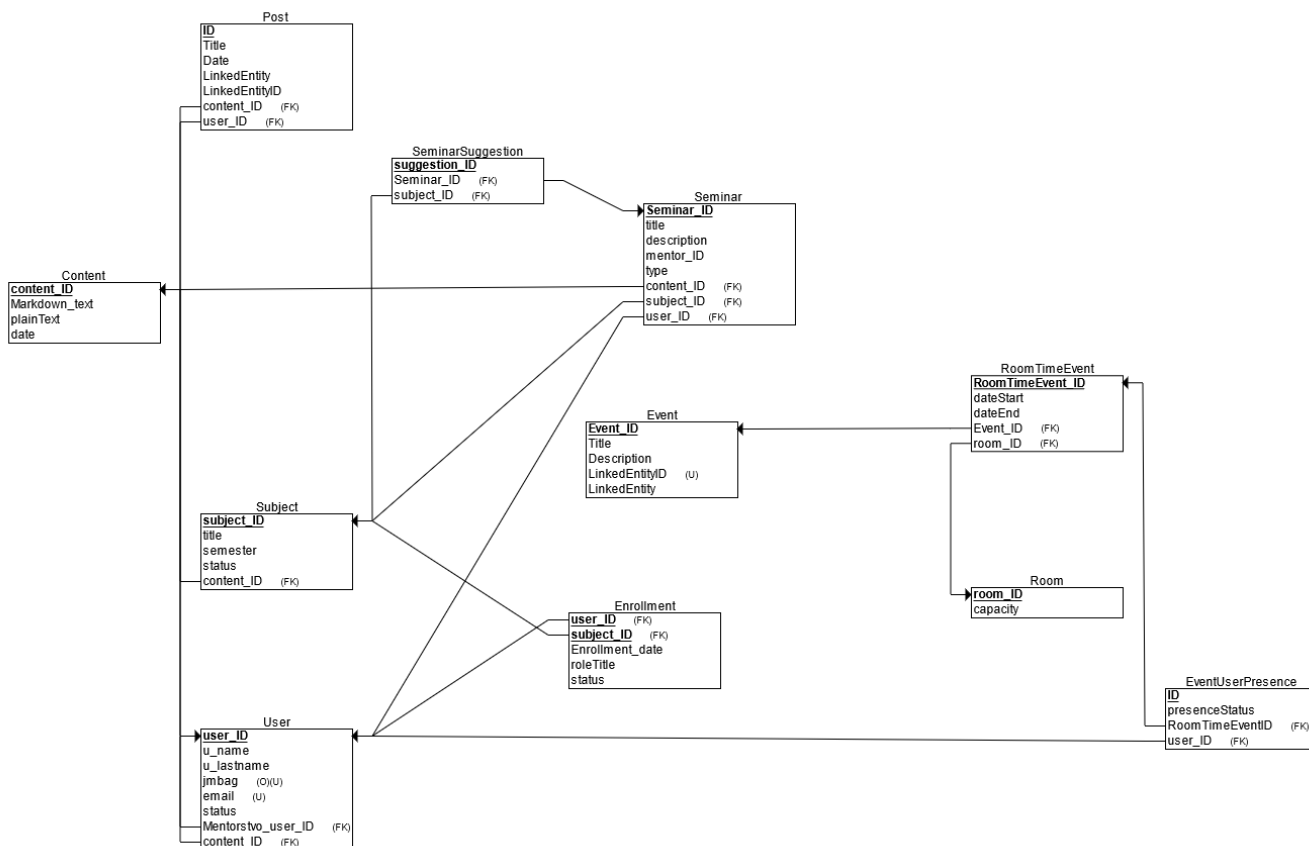 Post
ID
Title
Date
LinkedEntity
LinkedEntityID
content_ID (FK)
user_ID (FK)
SeminarSuggestion
suggestion_ID
Seminar_ID (FK)
subject_ID (FK)
Seminar
Seminar_ID
title
description
mentor_ID
type
content_ID (FK)
subject_ID (FK)
user_ID (FK)
Content
content_ID
Markdown_text
plainText
date
RoomTimeEvent
RoomTimeEvent_ID
dateStart
dateEnd
Event_ID (FK)
room_ID (FK)
Event
Event_ID
Title
Description
LinkedEntityID (U)
LinkedEntity
Subject
subject_ID
title
semester
status
content_ID (FK)
Room
room_ID
capacity
Enrollment
user_ID (FK)
subject_ID (FK)
Enrollment_date
roleTitle
status
EventUserPresence
ID
presenceStatus
RoomTimeEventID (FK)
user_ID (FK)
User
user_ID
u_name
u_lastname
jmbag (O)(U)
email (U)
status
Mentorstvo_user_ID (FK)
content_ID (FK)